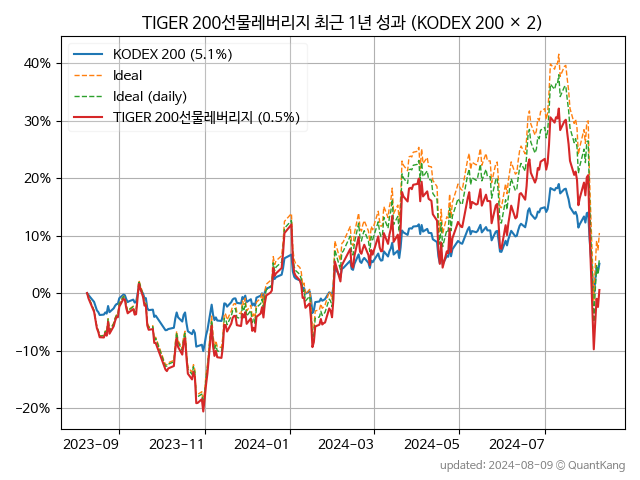 TIGER 200선물레버리지 최근 1년 성과 (KODEX 200 × 2)
KODEX 200 (5.1%)
Ideal
Ideal (daily)
TIGER 200선물레버리지 (0.5%)
40%
30%
20%
10%
0%
−10%
−20%
2023-09
2023-11
2024-01
2024-03
2024-05
2024-07
updated: 2024-08-09 © QuantKang